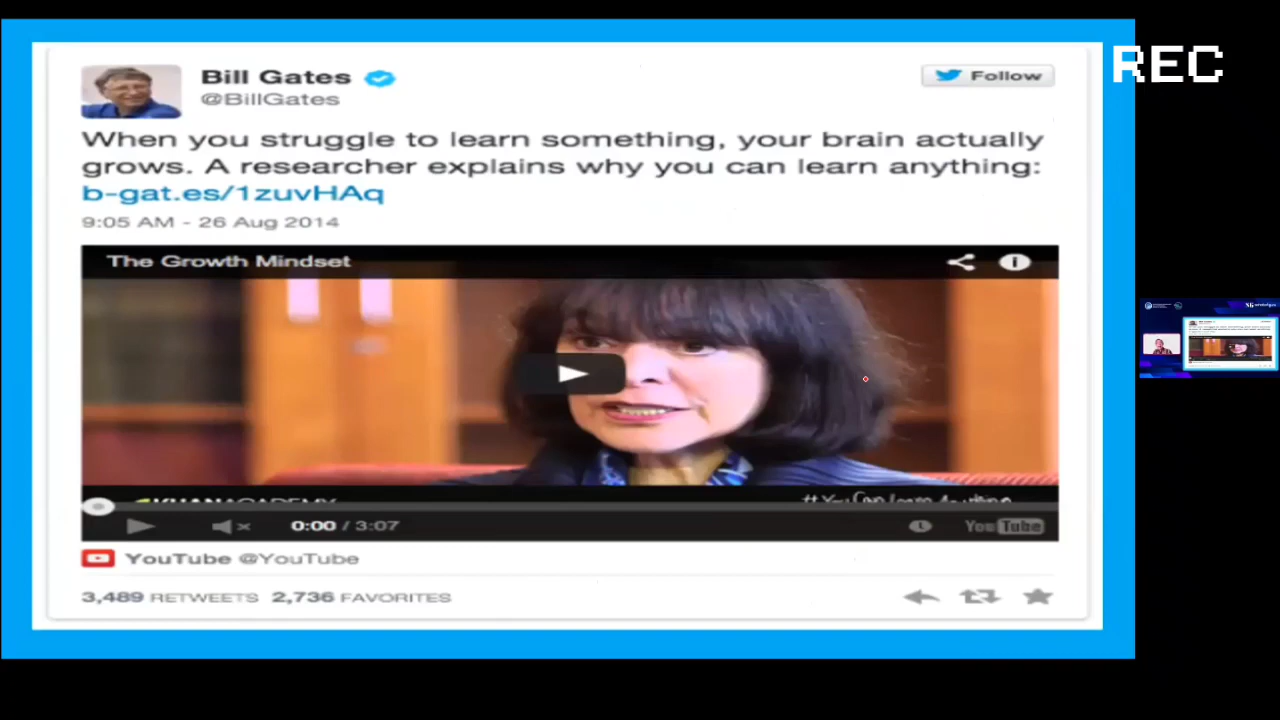 Bill Gates
Follow
REC
@BillGates
When you struggle to learn something, your brain actually
grows. A researcher explains why you can learn anything:
b-gat.es/1zuvHAq
9:05 AM - 26 Aug 2014
The Growth Mindset
KHANACADEMY
#YouCanLearnAnything
0:00 / 3:07
YouTube
YouTube @YouTube
3,489 RETWEETS 2,736 FAVORITES